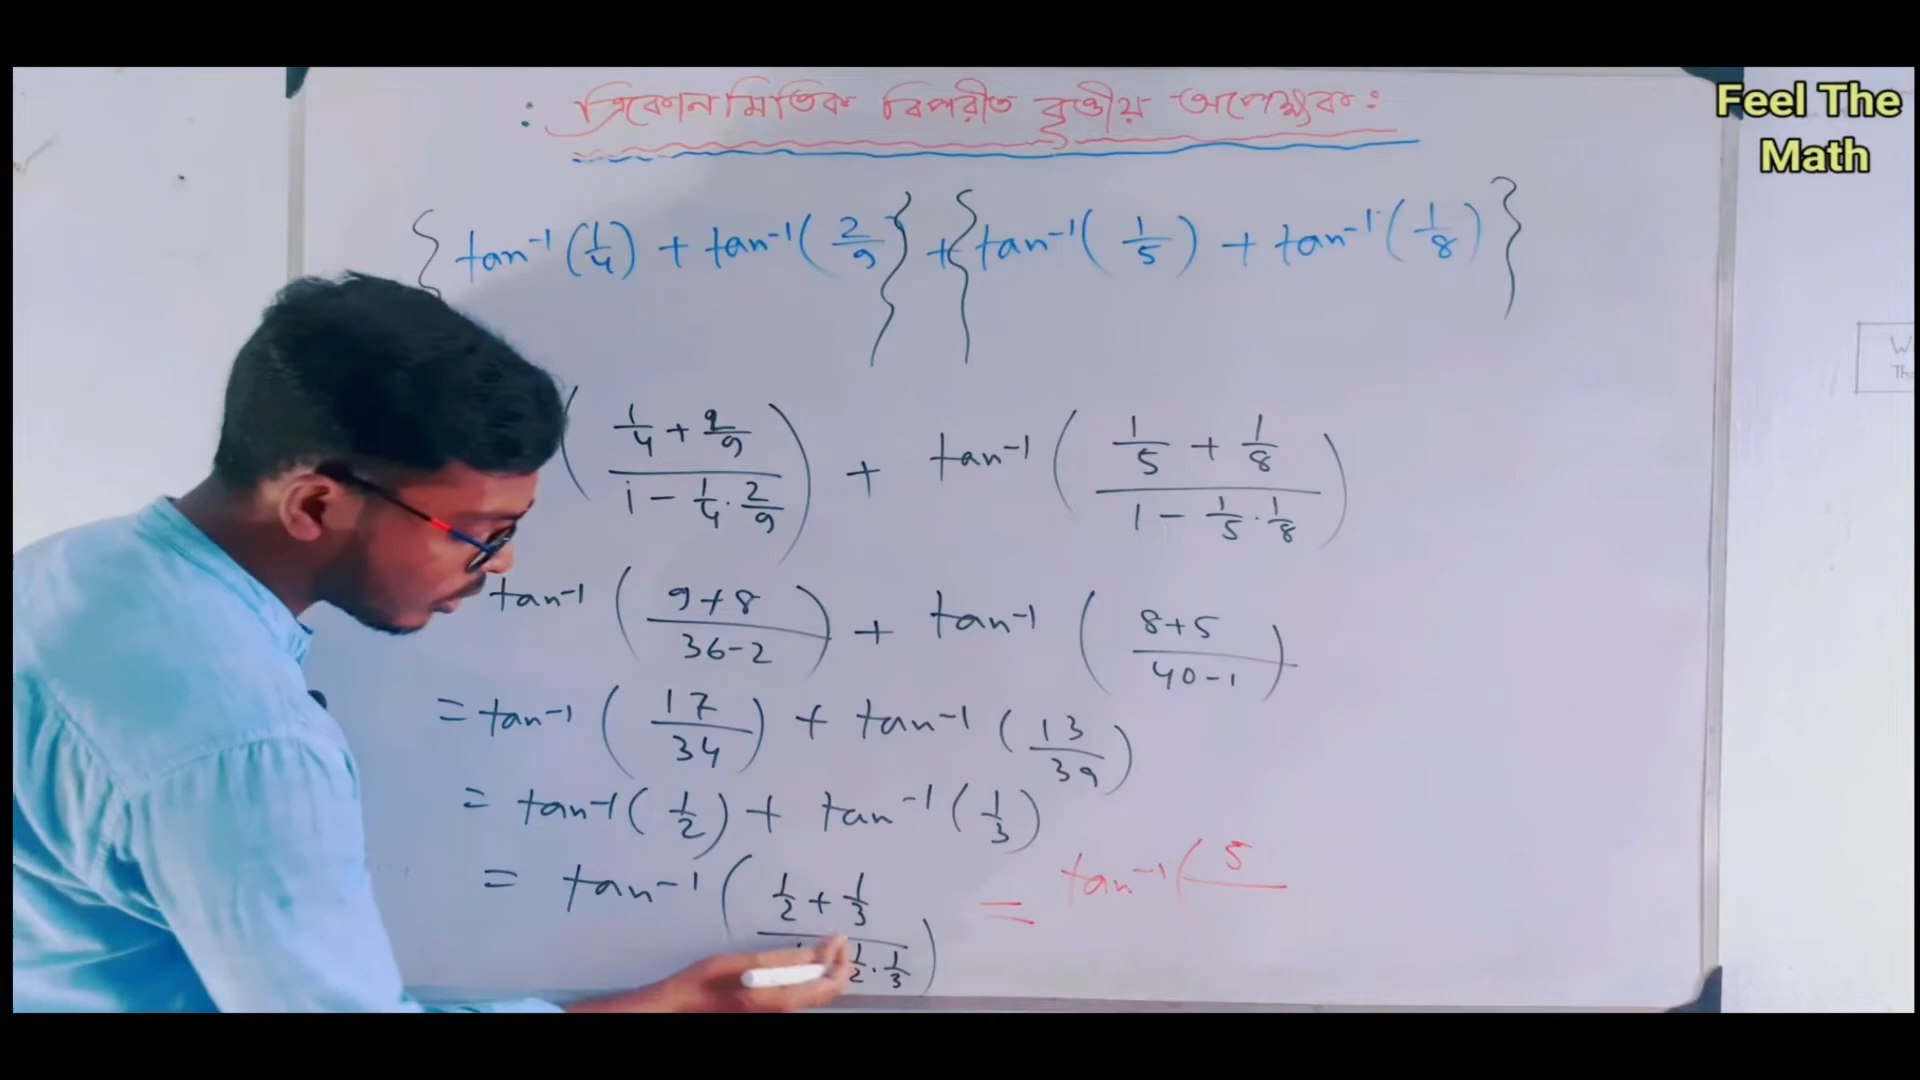 : ত্রিকোনমিতিক বিপরীত বৃত্তীয় অপেক্ষক :
Feel The
Math
{ tan⁻¹(1/4) + tan⁻¹(2/9) } + { tan⁻¹(1/5) + tan⁻¹(1/8) }
( (1/4 + 2/9) / (1 - 1/4 · 2/9) ) + tan⁻¹ ( (1/5 + 1/8) / (1 - 1/5 · 1/8) )
tan⁻¹ ( (9+8) / (36-2) ) + tan⁻¹ ( (8+5) / (40-1) )
= tan⁻¹ (17/34) + tan⁻¹ (13/39)
= tan⁻¹(1/2) + tan⁻¹(1/3)
= tan⁻¹ ( (1/2 + 1/3) / (1/2 · 1/3) ) = tan⁻¹( 5/